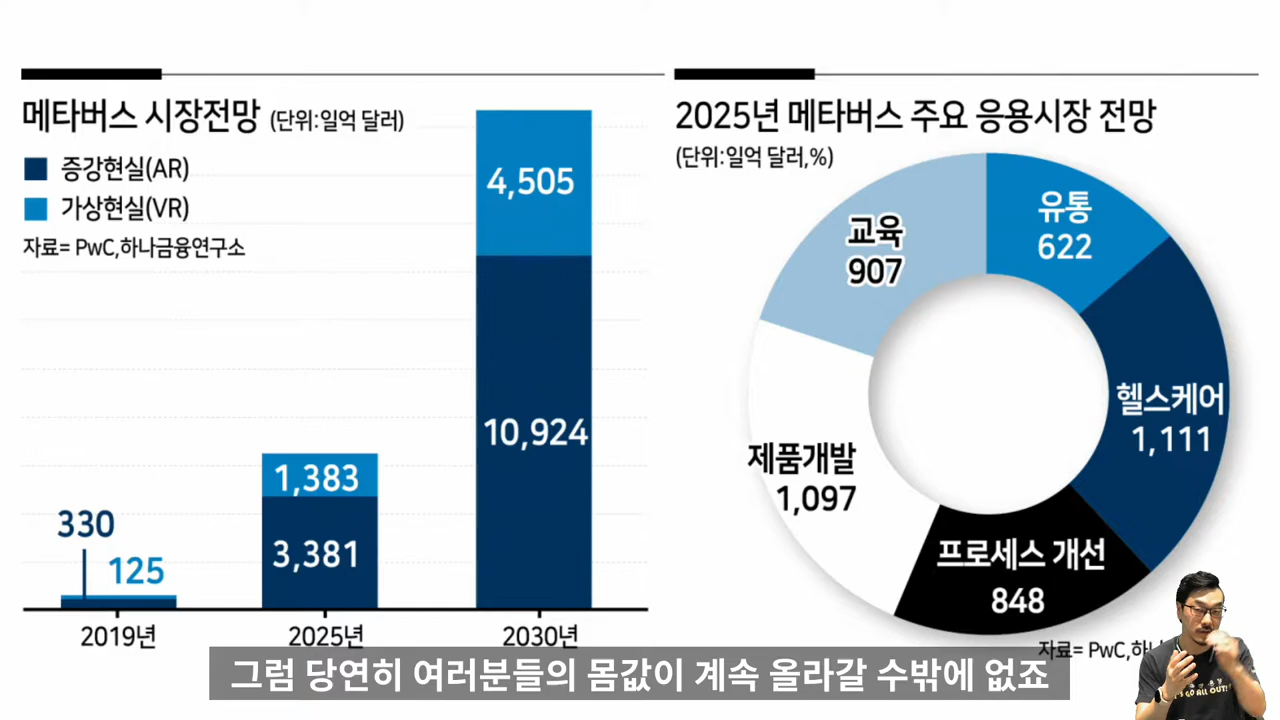 메타버스 시장전망 (단위:일억 달러)
증강현실(AR)
가상현실(VR)
자료= PwC,하나금융연구소
330
125
1,383
3,381
4,505
10,924
2019년
2025년
2030년
2025년 메타버스 주요 응용시장 전망
(단위:일억 달러,%)
유통
622
헬스케어
1,111
프로세스 개선
848
제품개발
1,097
교육
907
자료= PwC,하나
그럼 당연히 여러분들의 몸값이 계속 올라갈 수밖에 없죠
GO ALL OUT!